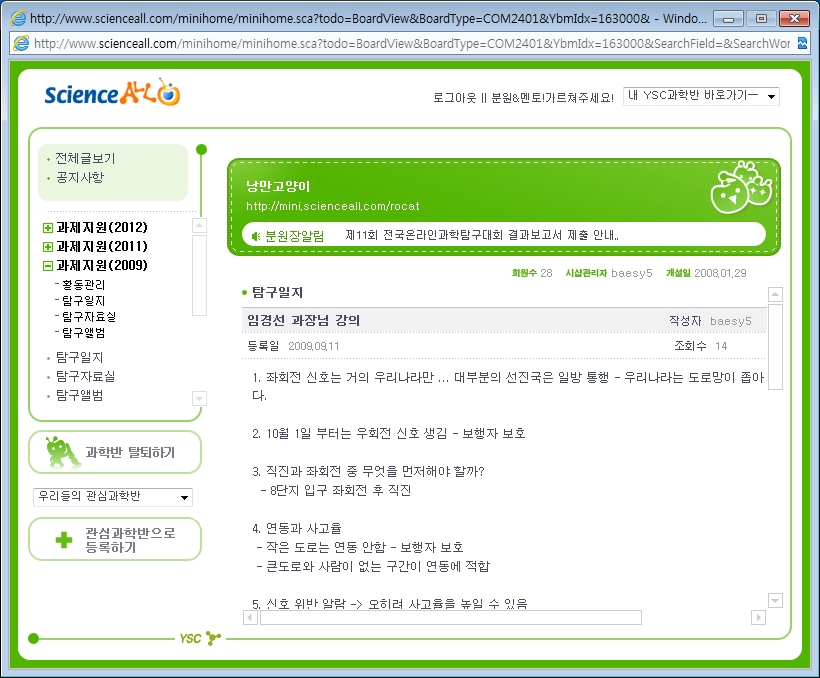 http://www.scienceall.com/minihome/minihome.sca?todo=BoardView&BoardType=COM2401&YbmIdx=163000& - Windo...
http://www.scienceall.com/minihome/minihome.sca?todo=BoardView&BoardType=COM2401&YbmIdx=163000&SearchField=&SearchWor
Science ALL
로그아웃 || 분원&멘토!가르쳐주세요!
내 YSC과학반 바로가기━
전체글보기
공지사항
과제지원(2012)
과제지원(2011)
과제지원(2009)
- 활동관리
- 탐구일지
- 탐구자료실
- 탐구앨범
탐구일지
탐구자료실
탐구앨범
과학반 탈퇴하기
우리들의 관심과학반
관심과학반으로
등록하기
낭만고양이
http://mini.scienceall.com/rocat
분원장알림 제11회 전국온라인과학탐구대회 결과보고서 제출 안내..
회원수 28 시샵관리자 baesy5 개설일 2008.01.29
탐구일지
임경선 과장님 강의 작성자 baesy5
등록일 2009.09.11 조회수 14
1. 좌회전 신호는 거의 우리나라만 ... 대부분의 선진국은 일방 통행 - 우리나라는 도로망이 좁아
다.
2. 10월 1일 부터는 우회전 신호 생김 - 보행자 보호
3. 직진과 좌회전 중 무엇을 먼저해야 할까?
- 8단지 입구 좌회전 후 직진
4. 연동과 사고율
- 작은 도로는 연동 안함 - 보행자 보호
- 큰도로와 사람이 없는 구간이 연동에 적합
5. 신호 위반 알람 -> 오히려 사고율을 높일 수 있음
YSC